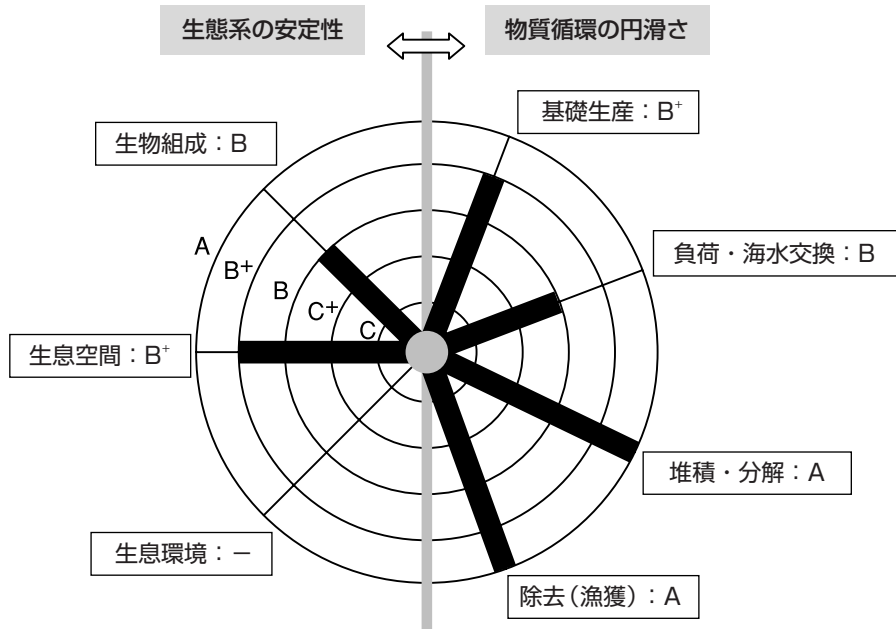 生態系の安定性
物質循環の円滑さ
基礎生産：B⁺
生物組成：B
負荷・海水交換：B
A
B⁺
B
C⁺
C
生息空間：B⁺
堆積・分解：A
生息環境：－
除去（漁獲）：A